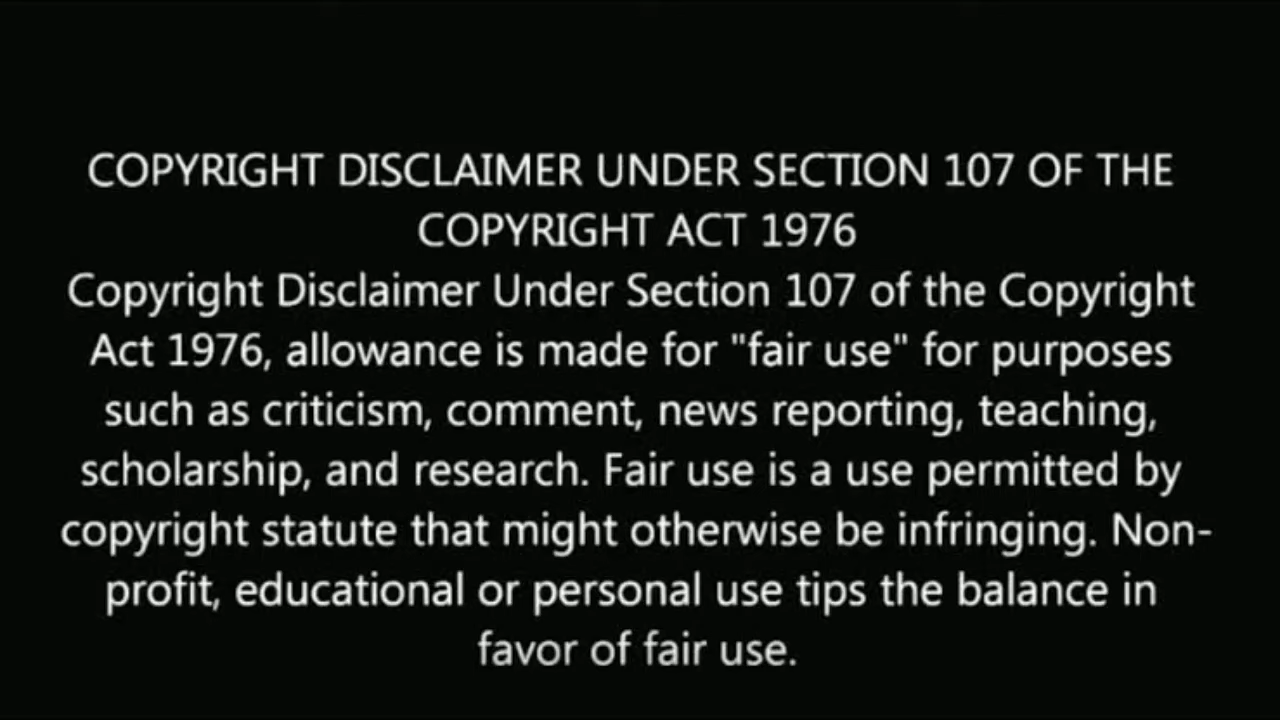 COPYRIGHT DISCLAIMER UNDER SECTION 107 OF THE
COPYRIGHT ACT 1976
Copyright Disclaimer Under Section 107 of the Copyright
Act 1976, allowance is made for "fair use" for purposes
such as criticism, comment, news reporting, teaching,
scholarship, and research. Fair use is a use permitted by
copyright statute that might otherwise be infringing. Non-
profit, educational or personal use tips the balance in
favor of fair use.